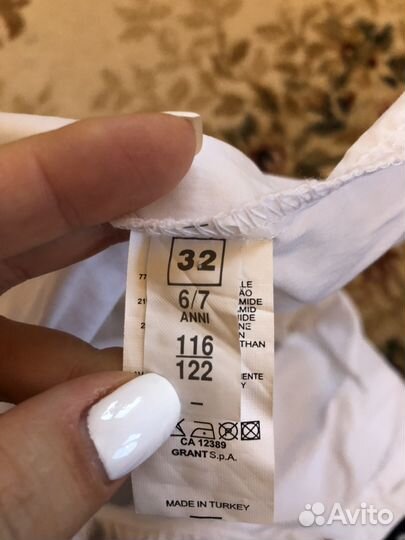 32
6/7
ANNI
116
122
–
CA 12389
GRANT S.p.A.
MADE IN TURKEY
Avito